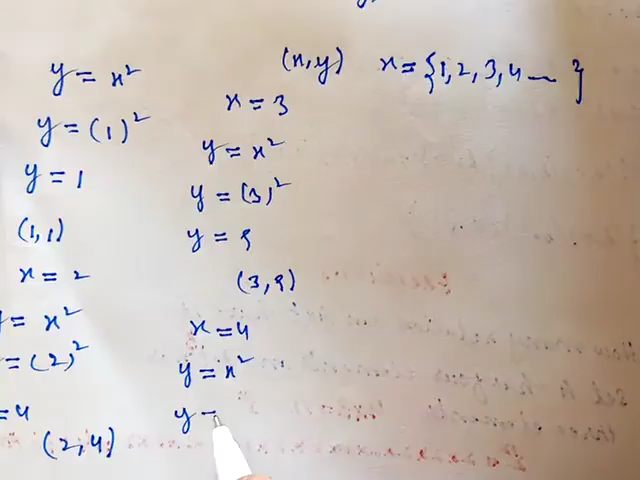 y = x²
y = (1)²
y = 1
(1,1)
x = 2
y = x²
= (2)²
= 4
(2,4)
(x,y) x = {1,2,3,4 ... }
x = 3
y = x²
y = (3)²
y = 9
(3,9)
x = 4
y = x²
y =